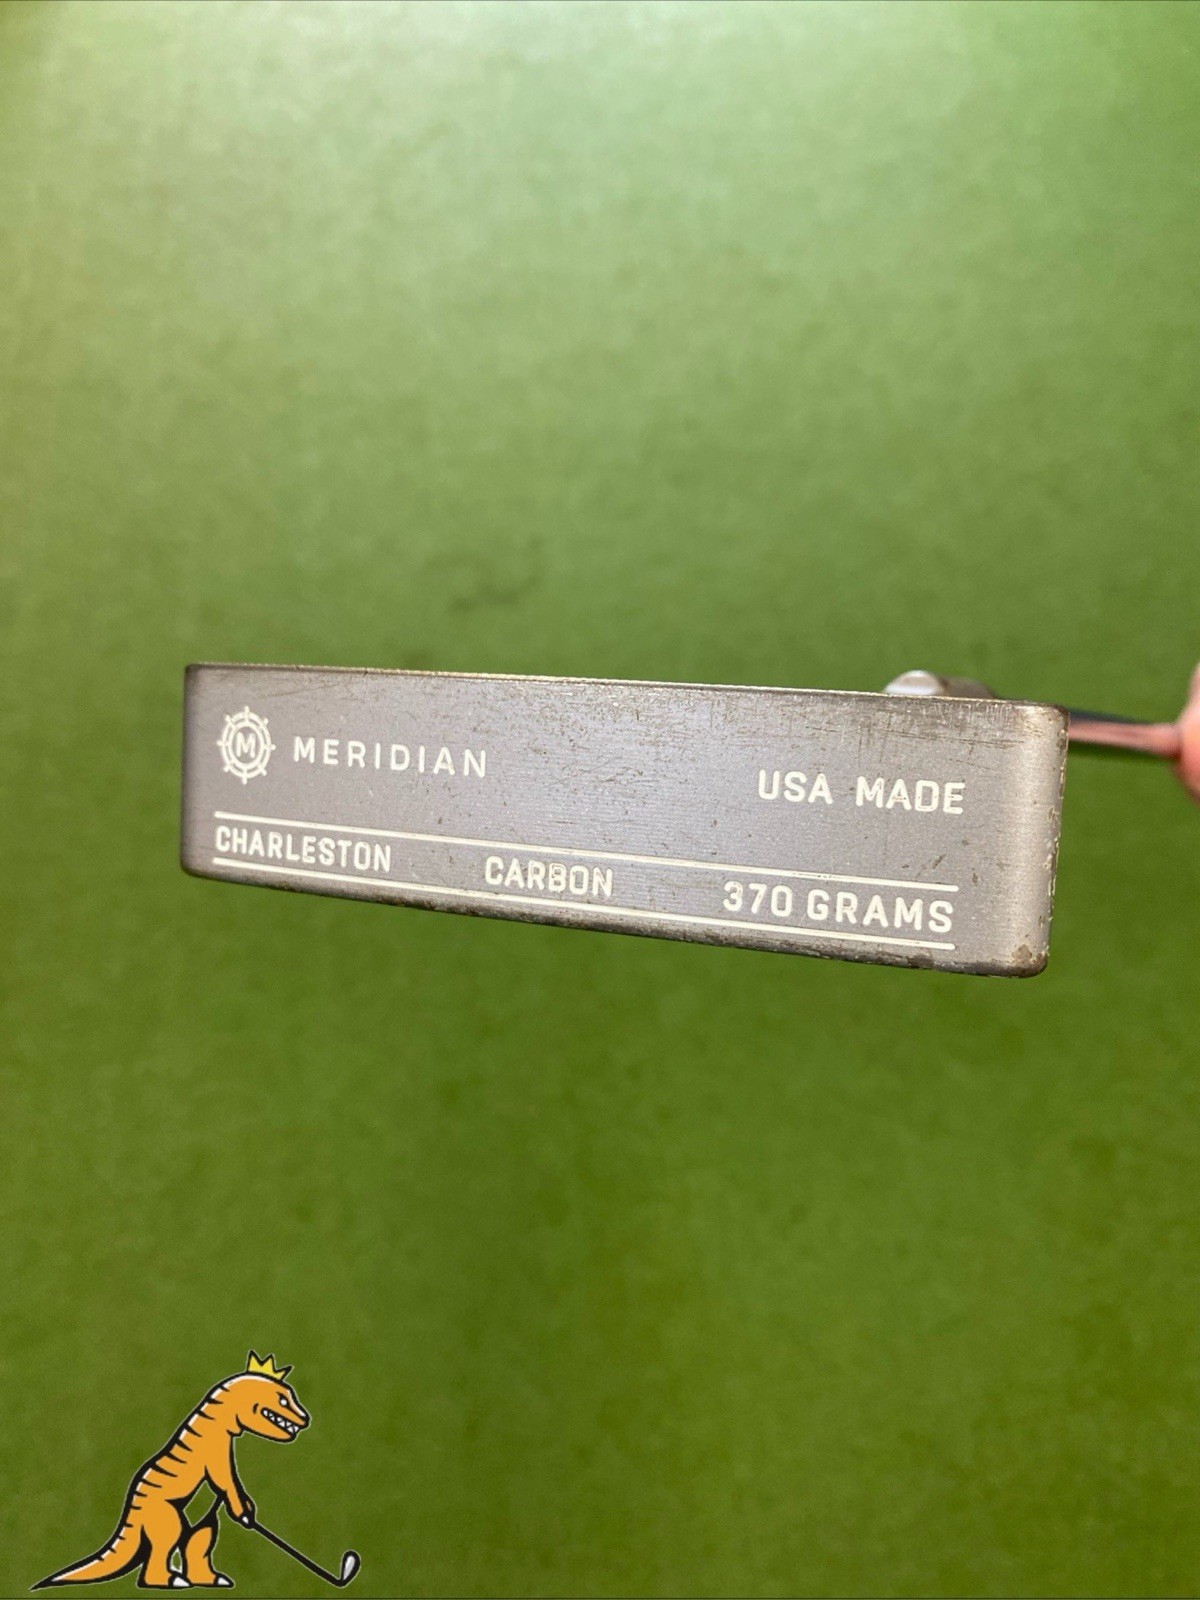 M MERIDIAN
USA MADE
CHARLESTON CARBON 370 GRAMS